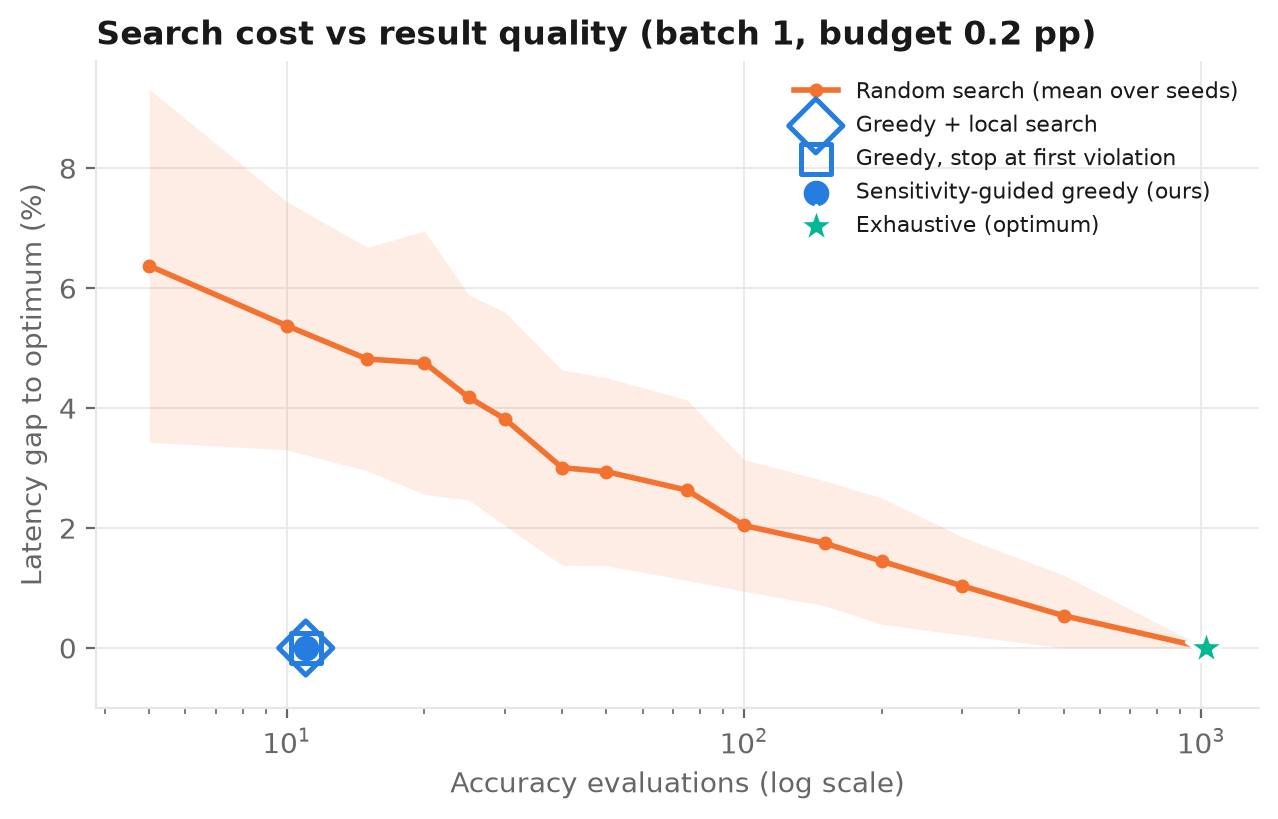 Search cost vs result quality (batch 1, budget 0.2 pp)
Random search (mean over seeds)
Greedy + local search
Greedy, stop at first violation
Sensitivity-guided greedy (ours)
Exhaustive (optimum)
Latency gap to optimum (%)
8
6
4
2
0
10¹
10²
10³
Accuracy evaluations (log scale)